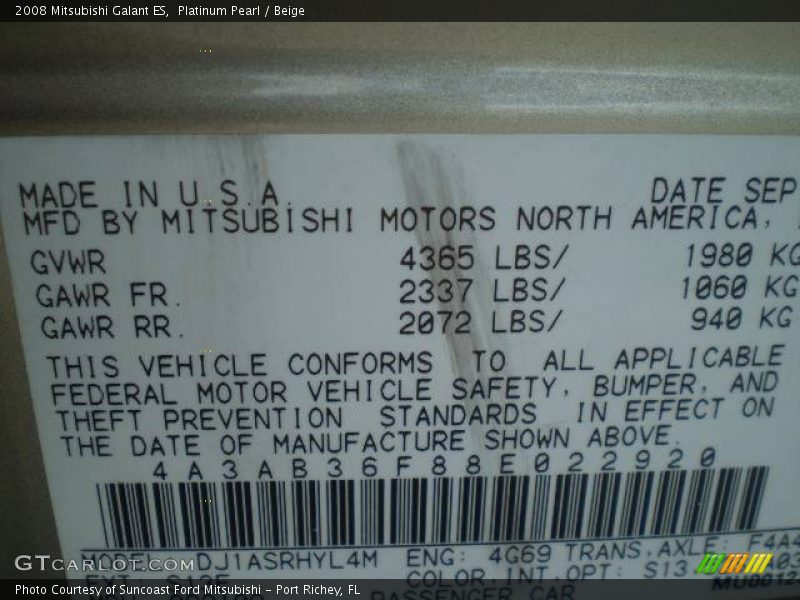 2008 Mitsubishi Galant ES, Platinum Pearl / Beige
MADE IN U.S.A. DATE SEP
MFD BY MITSUBISHI MOTORS NORTH AMERICA,
GVWR 4365 LBS/ 1980 KG
GAWR FR. 2337 LBS/ 1060 KG
GAWR RR. 2072 LBS/ 940 KG
THIS VEHICLE CONFORMS TO ALL APPLICABLE
FEDERAL MOTOR VEHICLE SAFETY, BUMPER, AND
THEFT PREVENTION STANDARDS IN EFFECT ON
THE DATE OF MANUFACTURE SHOWN ABOVE.
4A3AB36F88E022920
MODEL: DJ1ASRHYL4M ENG: 4G69 TRANS.AXLE: F4A4
COLOR,INT,OPT: S13
GTCARLOT.COM
PASSENGER CAR
Photo Courtesy of Suncoast Ford Mitsubishi - Port Richey, FL